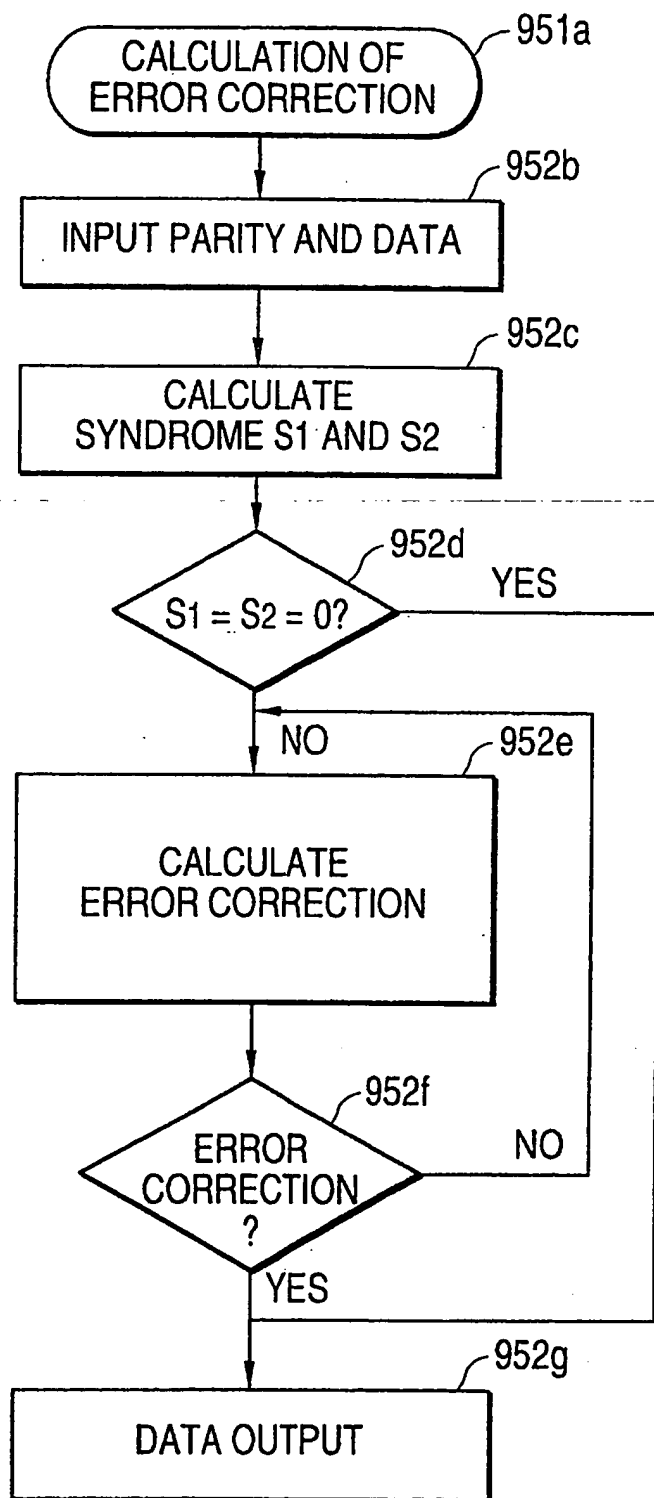 951a
CALCULATION OF
ERROR CORRECTION
952b
INPUT PARITY AND DATA
952c
CALCULATE
SYNDROME S1 AND S2
952d
S1 = S2 = 0?
YES
NO
952e
CALCULATE
ERROR CORRECTION
952f
ERROR
CORRECTION
?
NO
YES
952g
DATA OUTPUT